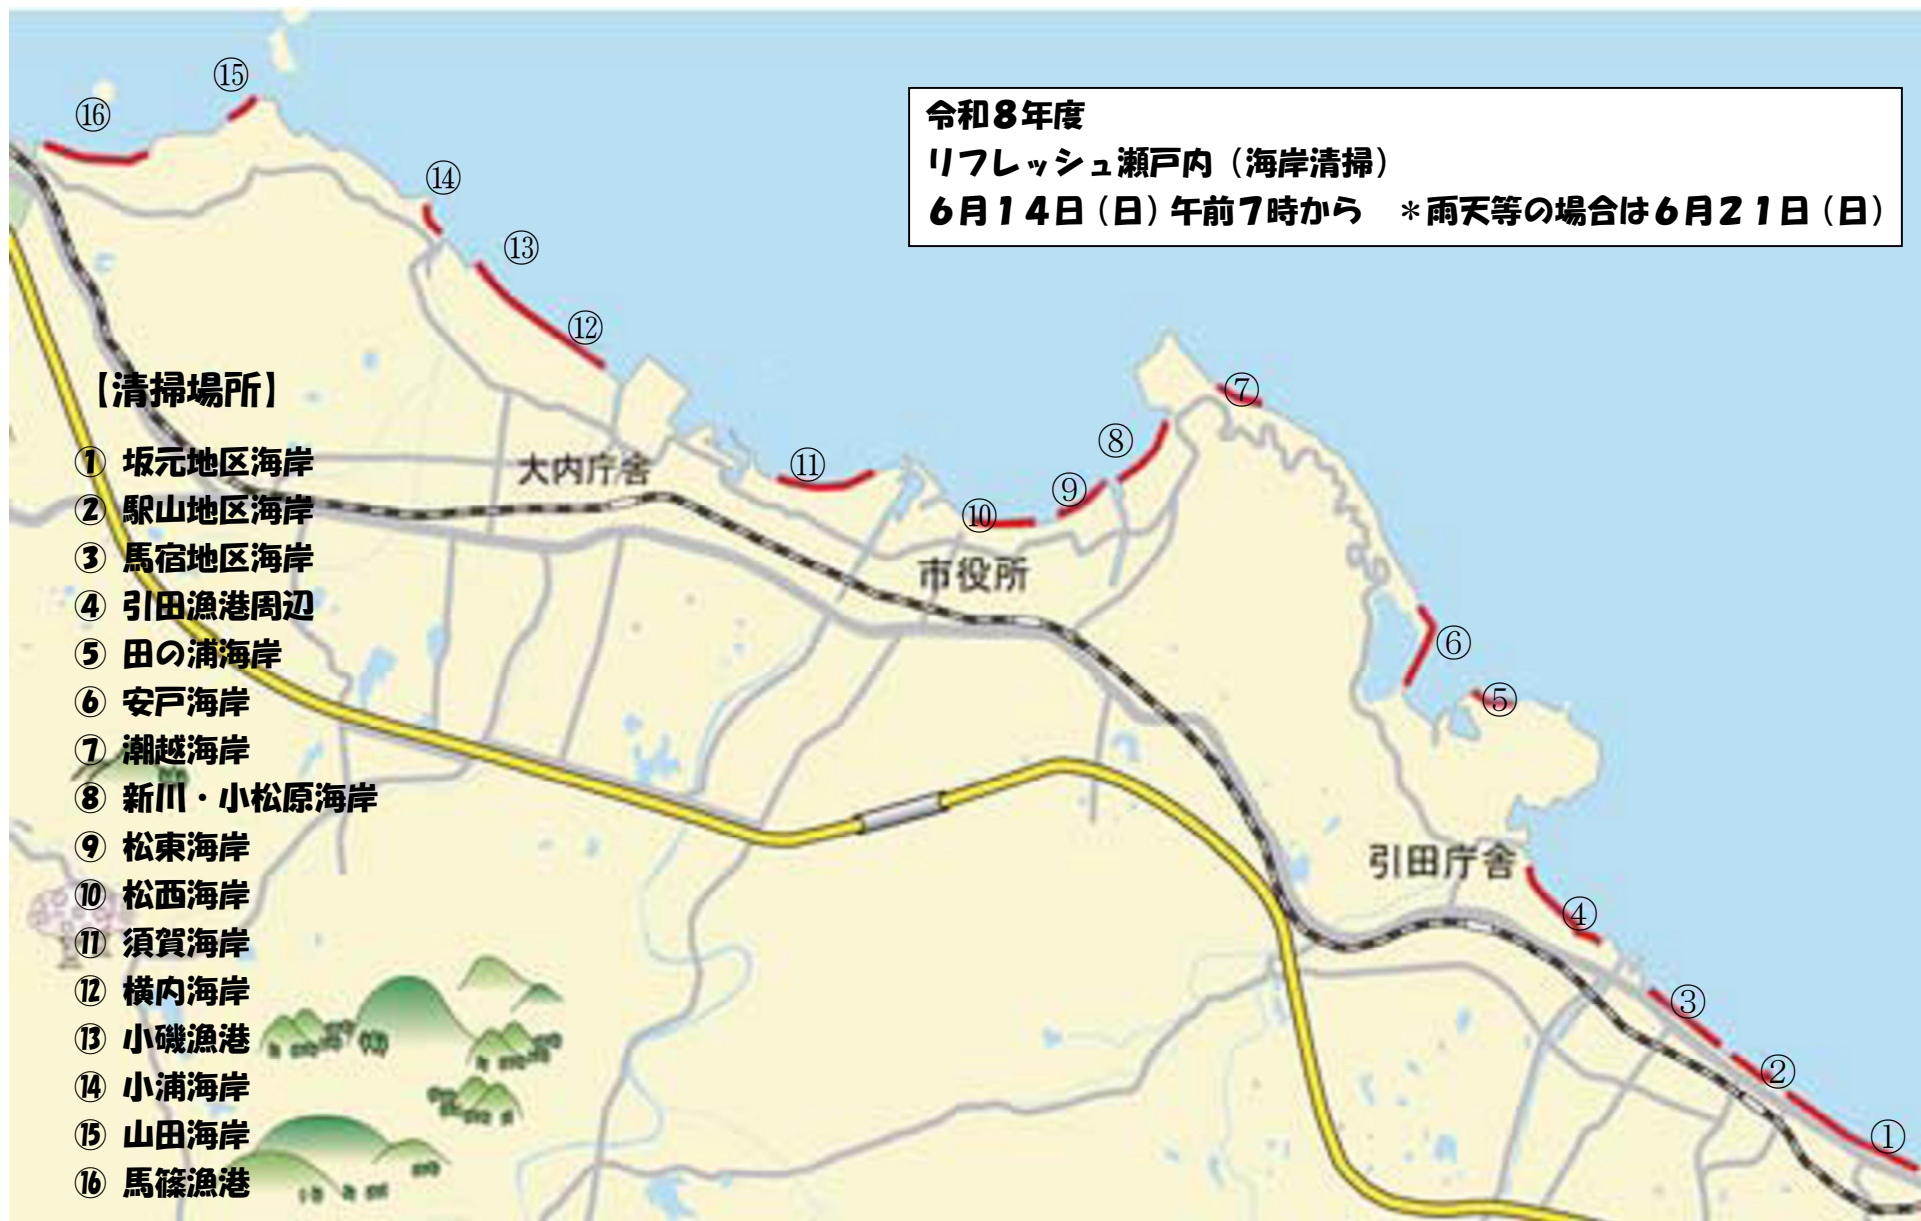 令和８年度
リフレッシュ瀬戸内（海岸清掃）
６月１４日（日）午前７時から　＊雨天等の場合は６月２１日（日）
⑮
⑯
⑭
⑬
⑫
⑦
⑧
⑪
⑨
⑩
⑥
⑤
④
③
②
①
大内庁舎
市役所
引田庁舎
【清掃場所】
① 坂元地区海岸
② 駅山地区海岸
③ 馬宿地区海岸
④ 引田漁港周辺
⑤ 田の浦海岸
⑥ 安戸海岸
⑦ 潮越海岸
⑧ 新川・小松原海岸
⑨ 松東海岸
⑩ 松西海岸
⑪ 須賀海岸
⑫ 横内海岸
⑬ 小磯漁港
⑭ 小浦海岸
⑮ 山田海岸
⑯ 馬篠漁港